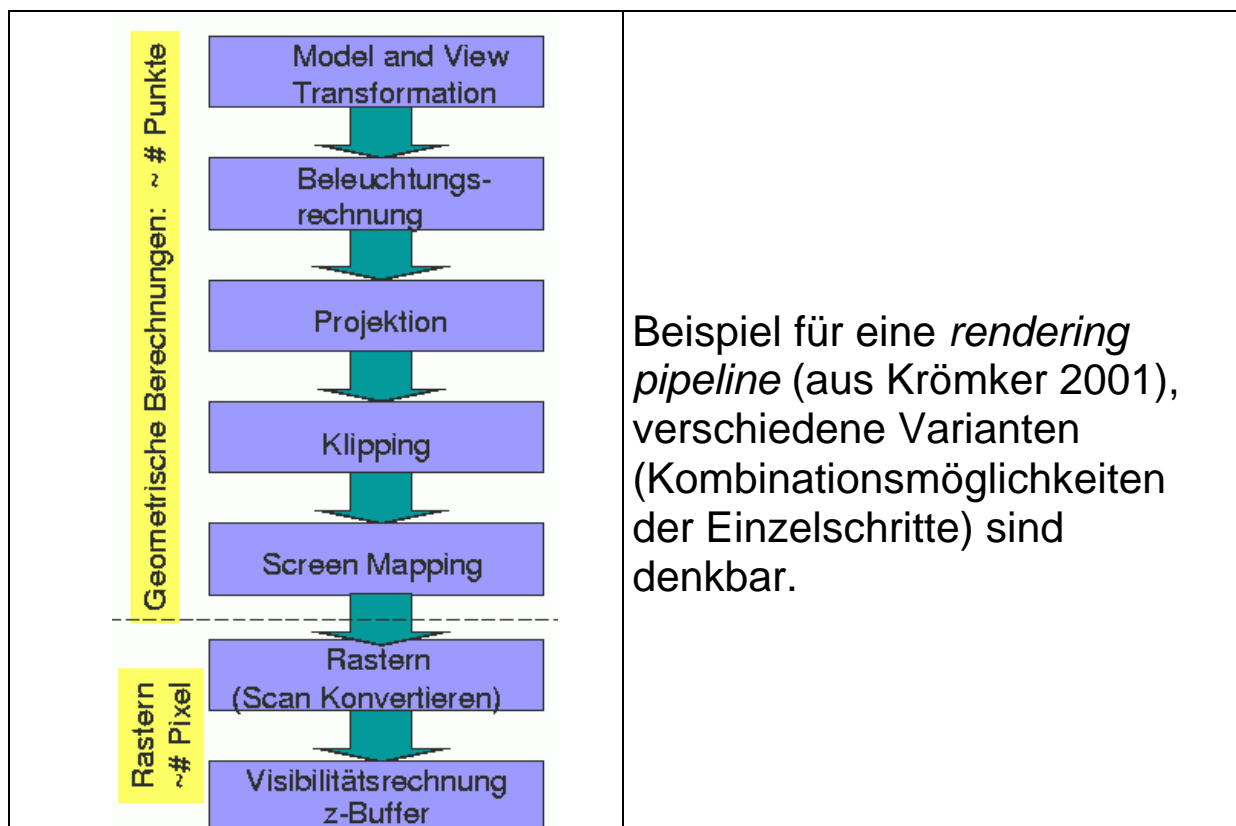 Geometrische Berechnungen: ~ # Punkte
Model and View
Transformation
Beleuchtungs-
rechnung
Projektion
Klipping
Screen Mapping
Rastern
~# Pixel
Rastern
(Scan Konvertieren)
Visibilitätsrechnung
z-Buffer
Beispiel für eine rendering
pipeline (aus Krömker 2001),
verschiedene Varianten
(Kombinationsmöglichkeiten
der Einzelschritte) sind
denkbar.